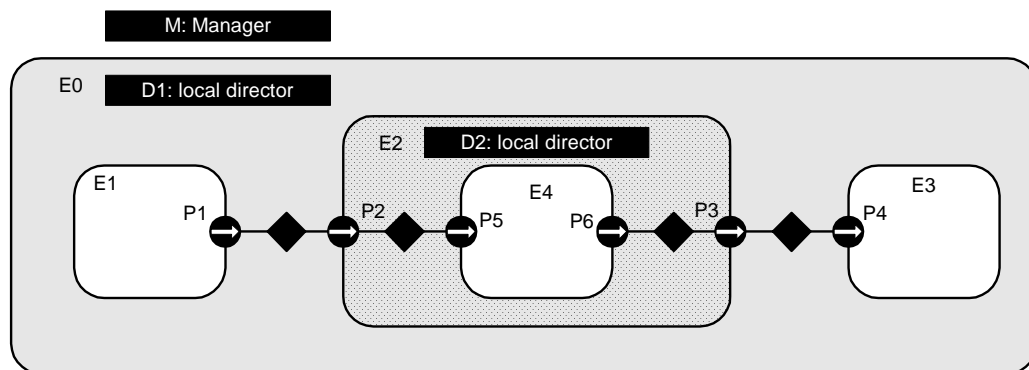 M: Manager
E0
D1: local director
E2
D2: local director
E1
E4
E3
P1
P2
P5
P6
P3
P4